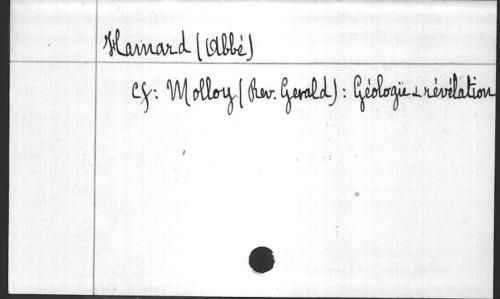 Hamard (Abbé)
Cf: Molloy (Rev. Gerald): Géologie & révélation